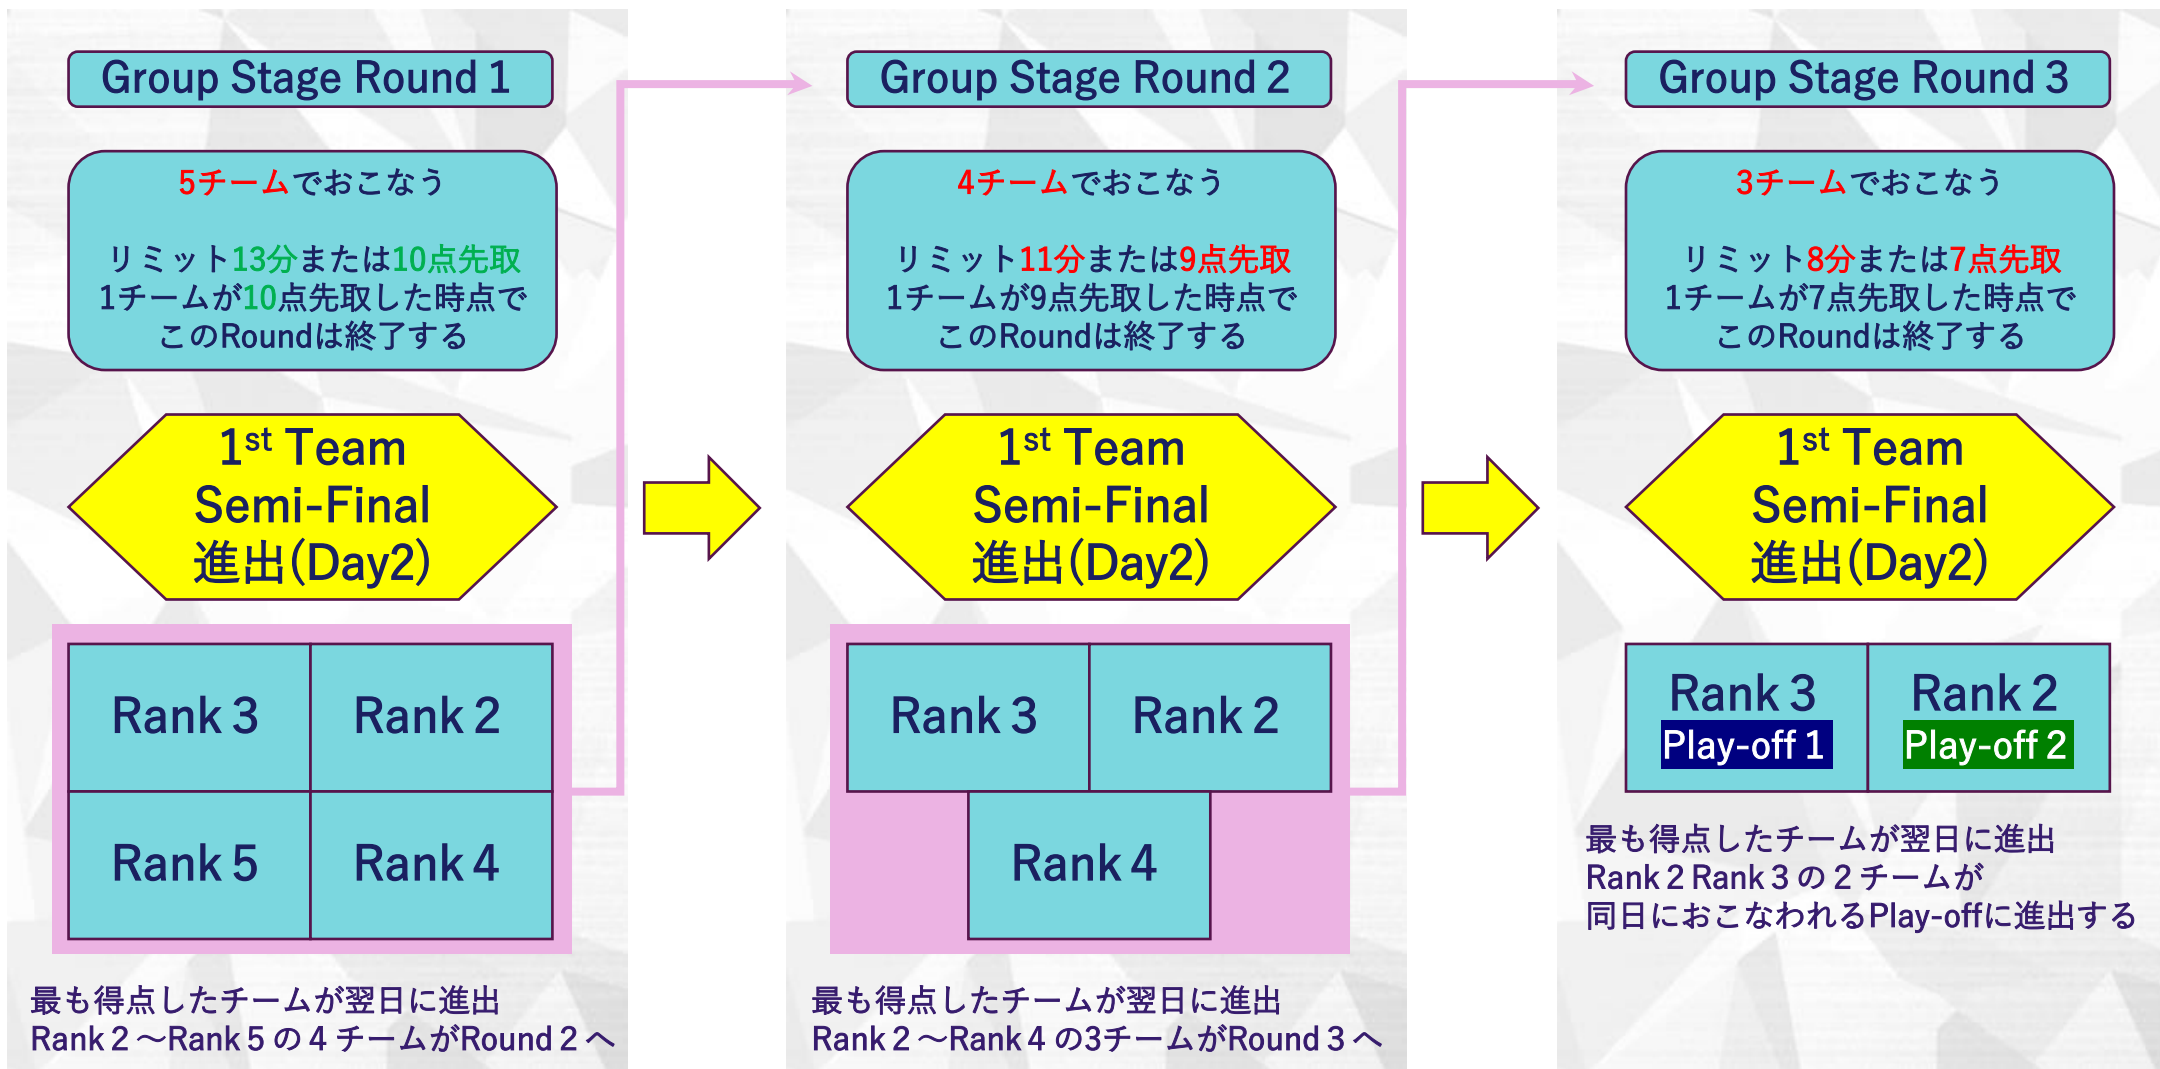 Group Stage Round 1
5チームでおこなう
リミット13分または10点先取
1チームが10点先取した時点で
このRoundは終了する
1st Team
Semi-Final
進出(Day2)
Rank 3
Rank 2
Rank 5
Rank 4
最も得点したチームが翌日に進出
Rank 2 ～Rank 5 の 4 チームがRound 2 へ
Group Stage Round 2
4チームでおこなう
リミット11分または9点先取
1チームが9点先取した時点で
このRoundは終了する
1st Team
Semi-Final
進出(Day2)
Rank 3
Rank 2
Rank 4
最も得点したチームが翌日に進出
Rank 2 ～Rank 4 の3チームがRound 3 へ
Group Stage Round 3
3チームでおこなう
リミット8分または7点先取
1チームが7点先取した時点で
このRoundは終了する
1st Team
Semi-Final
進出(Day2)
Rank 3
Play-off 1
Rank 2
Play-off 2
最も得点したチームが翌日に進出
Rank 2 Rank 3 の 2 チームが
同日におこなわれるPlay-offに進出する